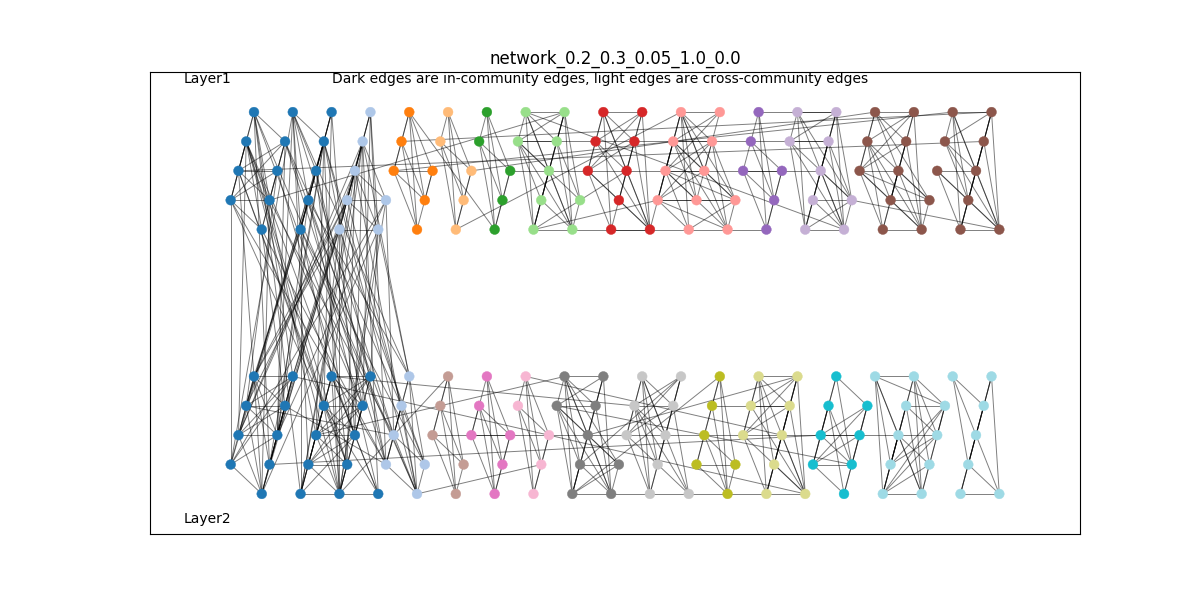 network_0.2_0.3_0.05_1.0_0.0
Layer1
Dark edges are in-community edges, light edges are cross-community edges
Layer2